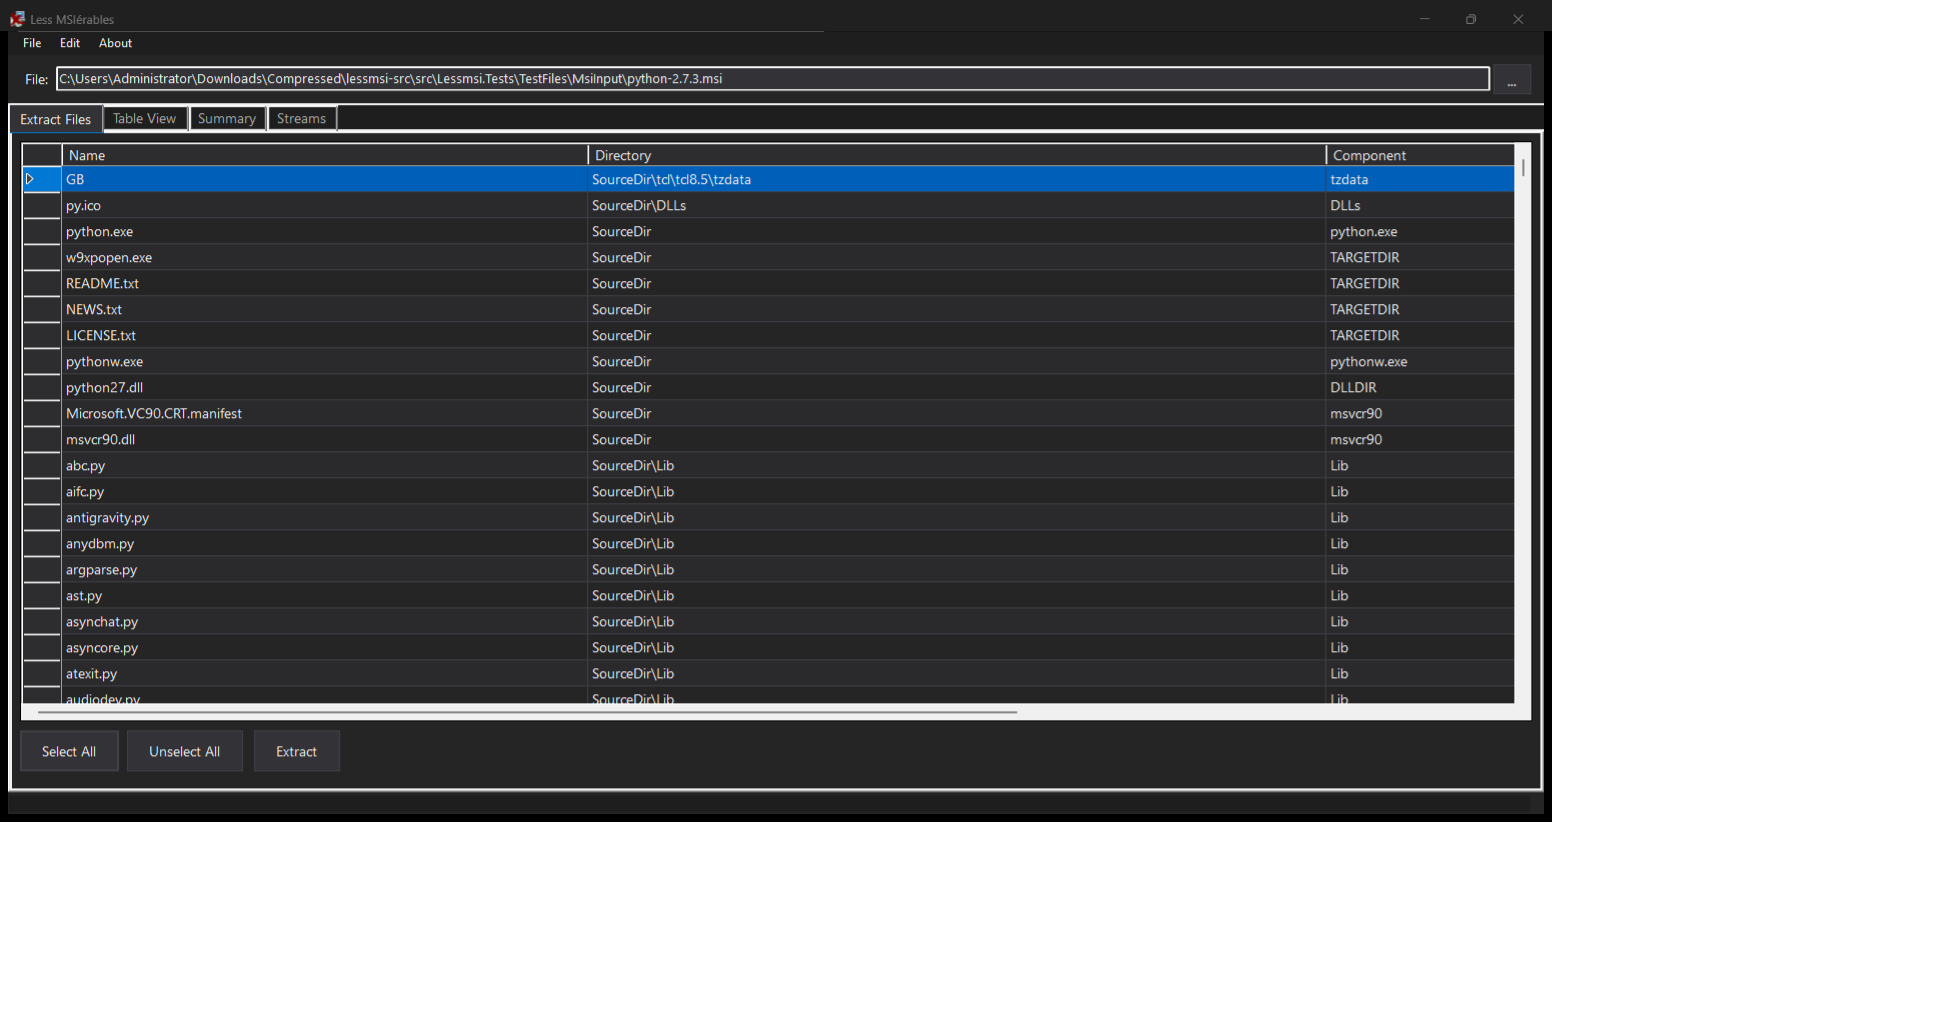 Less MSIérables
File Edit About
File: C:\Users\Administrator\Downloads\Compressed\lessmsi-src\src\Lessmsi.Tests\TestFiles\MsiInput\python-2.7.3.msi ...
Extract Files Table View Summary Streams
Name Directory Component
GB SourceDir\tcl\tcl8.5\tzdata tzdata
py.ico SourceDir\DLLs DLLs
python.exe SourceDir python.exe
w9xpopen.exe SourceDir TARGETDIR
README.txt SourceDir TARGETDIR
NEWS.txt SourceDir TARGETDIR
LICENSE.txt SourceDir TARGETDIR
pythonw.exe SourceDir pythonw.exe
python27.dll SourceDir DLLDIR
Microsoft.VC90.CRT.manifest SourceDir msvcr90
msvcr90.dll SourceDir msvcr90
abc.py SourceDir\Lib Lib
aifc.py SourceDir\Lib Lib
antigravity.py SourceDir\Lib Lib
anydbm.py SourceDir\Lib Lib
argparse.py SourceDir\Lib Lib
ast.py SourceDir\Lib Lib
asynchat.py SourceDir\Lib Lib
asyncore.py SourceDir\Lib Lib
atexit.py SourceDir\Lib Lib
audiodev.py SourceDir\Lib Lib
Select All Unselect All Extract